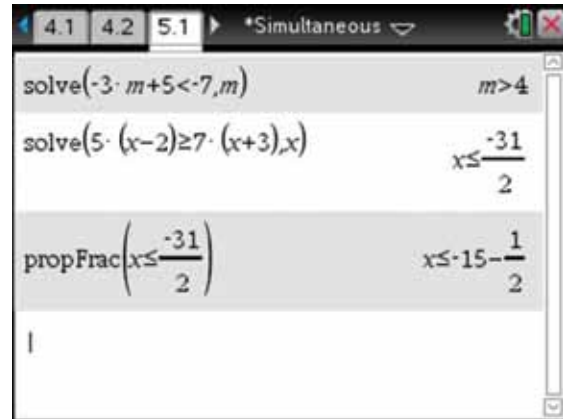 4.1 4.2 5.1 *Simultaneous
solve(-3·m+5<-7,m) m>4
solve(5·(x-2)≥7·(x+3),x) x≤-31/2
propFrac(x≤-31/2) x≤-15-1/2